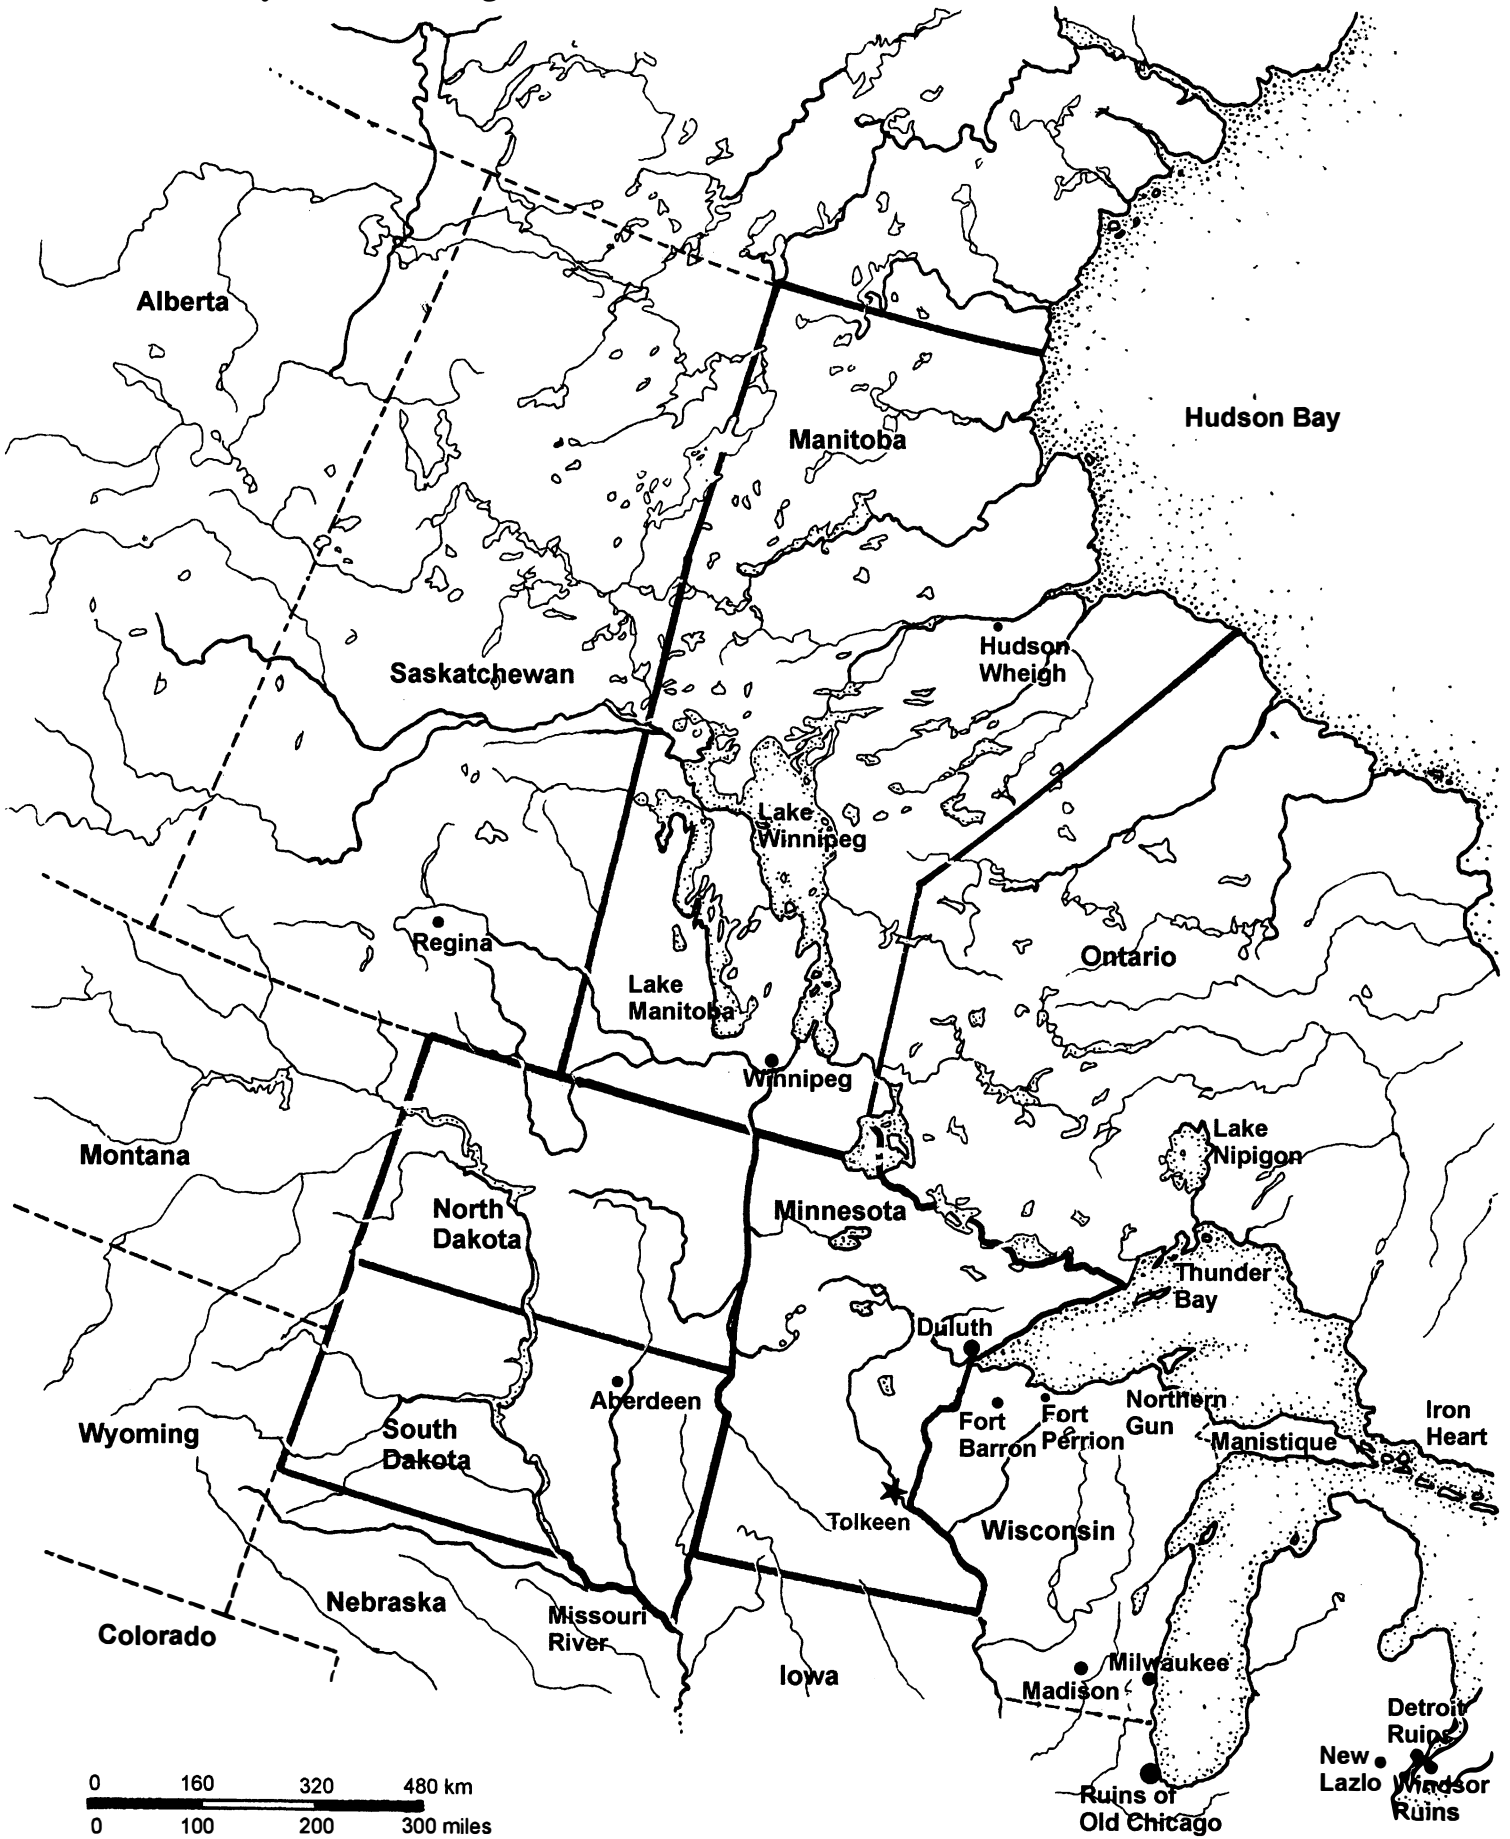 Alberta
Hudson Bay
Manitoba
Hudson
Wheigh
Saskatchewan
Lake
Winnipeg
Regina
Ontario
Lake
Manitoba
Winnipeg
Lake
Nipigon
Montana
North
Dakota
Minnesota
Thunder
Bay
Duluth
Aberdeen
Northern
Gun
Fort
Barron
Fort
Perrion
Iron
Heart
Wyoming
South
Dakota
Manistique
Tolkeen
Wisconsin
Nebraska
Missouri
River
Colorado
Iowa
Milwaukee
Madison
Detroit
Ruins
New
Lazlo
Windsor
Ruins
Ruins of
Old Chicago
0 160 320 480 km
0 100 200 300 miles